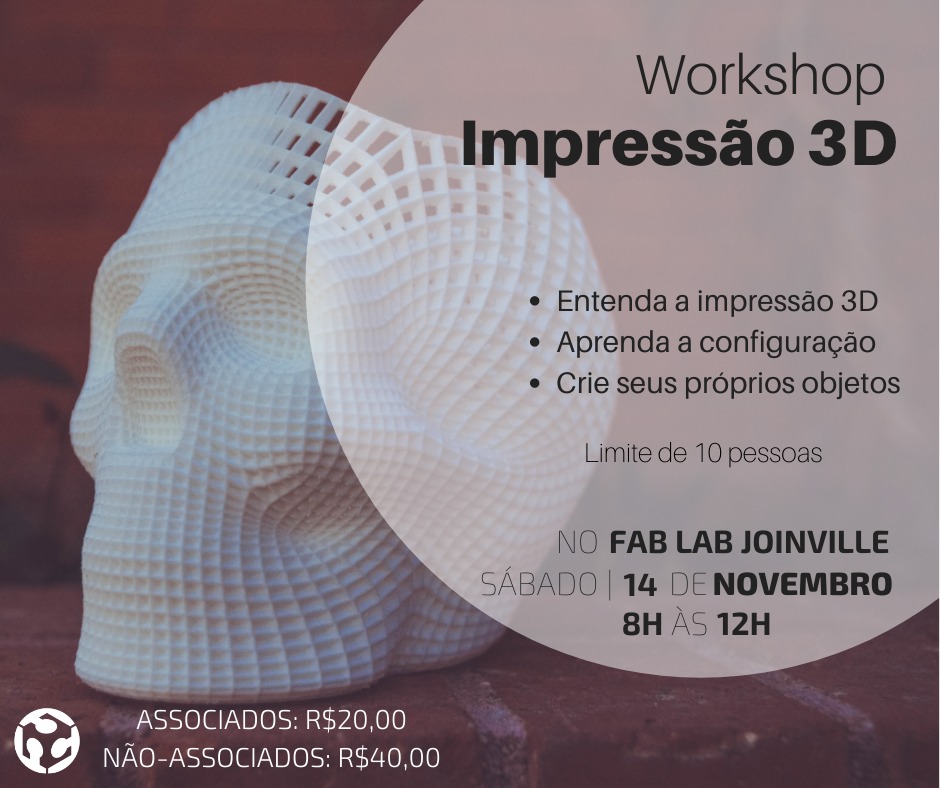 Workshop
Impressão 3D
• Entenda a impressão 3D
• Aprenda a configuração
• Crie seus próprios objetos
Limite de 10 pessoas
NO FAB LAB JOINVILLE
SÁBADO | 14 DE NOVEMBRO
8H ÀS 12H
ASSOCIADOS: R$20,00
NÃO-ASSOCIADOS: R$40,00